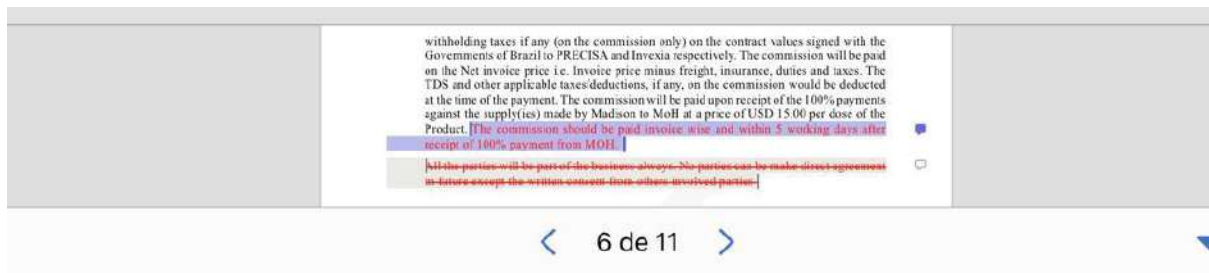 withholding taxes if any (on the commission only) on the contract values signed with the
Governments of Brazil to PRECISA and Invexia respectively. The commission will be paid
on the Net invoice price i.e. Invoice price minus freight, insurance, duties and taxes. The
TDS and other applicable taxes/deductions, if any, on the commission would be deducted
at the time of the payment. The commission will be paid upon receipt of the 100% payments
against the supply(ies) made by Madison to MoH at a price of USD 15.00 per dose of the
Product. The commission should be paid invoice wise and within 5 working days after
receipt of 100% payment from MOH.
All the parties will be part of the business always. No parties can be make direct agreement
in future except the written consent from others involved parties.
6 de 11